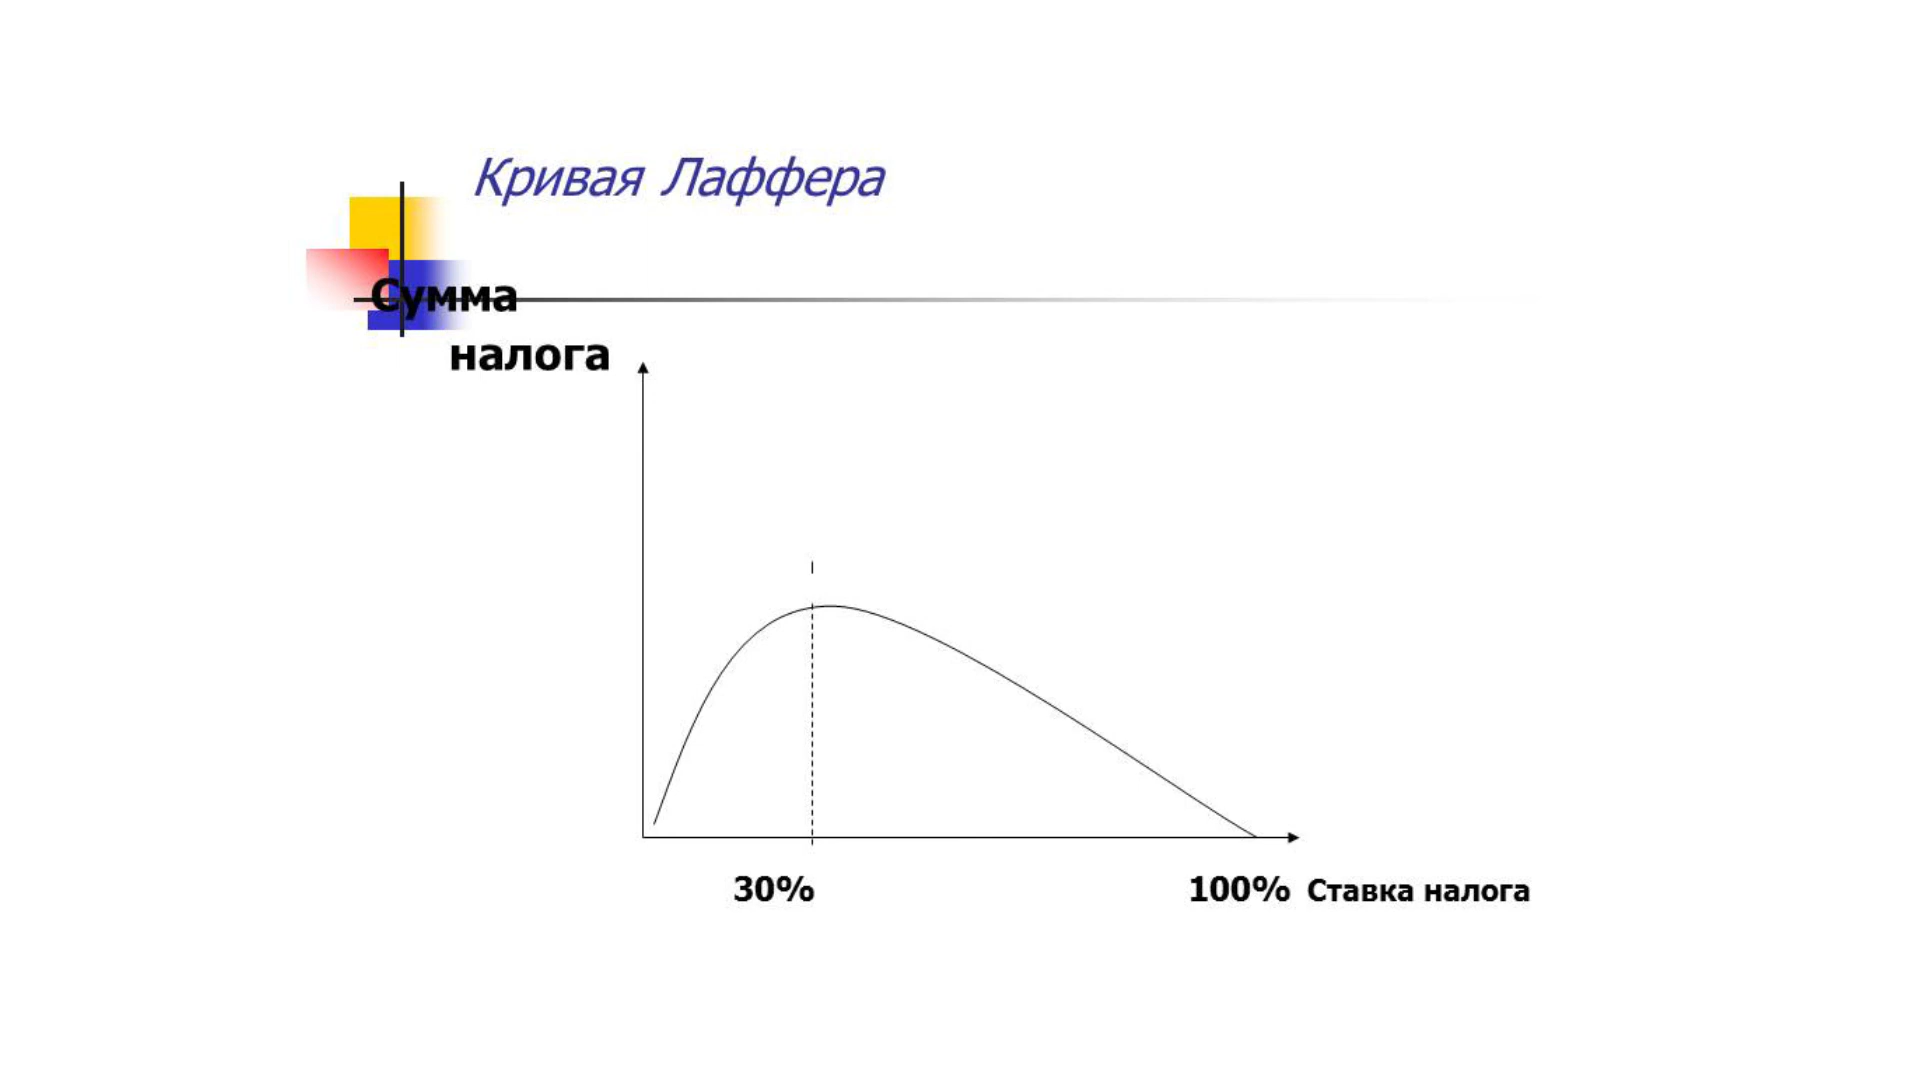 Кривая Лаффера
Сумма
налога
30%
100% Ставка налога